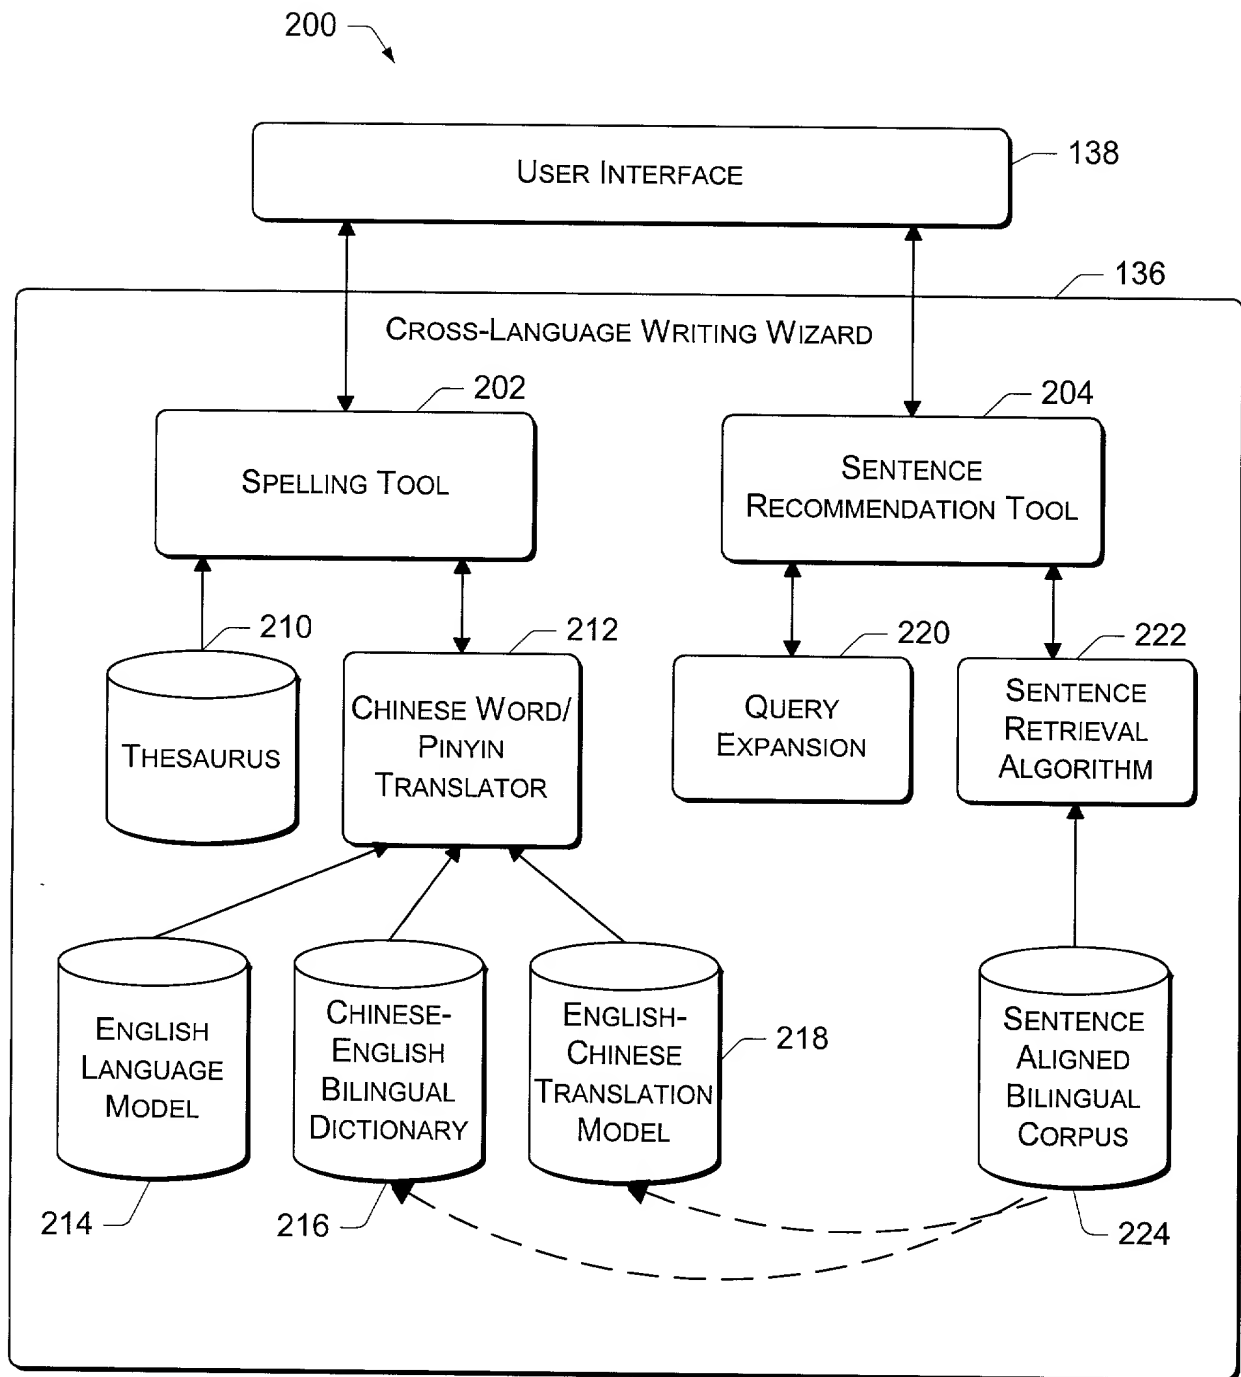 200
USER INTERFACE
138
136
CROSS-LANGUAGE WRITING WIZARD
202
SPELLING TOOL
204
SENTENCE
RECOMMENDATION TOOL
210
THESAURUS
212
CHINESE WORD/
PINYIN
TRANSLATOR
220
QUERY
EXPANSION
222
SENTENCE
RETRIEVAL
ALGORITHM
ENGLISH
LANGUAGE
MODEL
214
CHINESE-
ENGLISH
BILINGUAL
DICTIONARY
216
ENGLISH-
CHINESE
TRANSLATION
MODEL
218
SENTENCE
ALIGNED
BILINGUAL
CORPUS
224